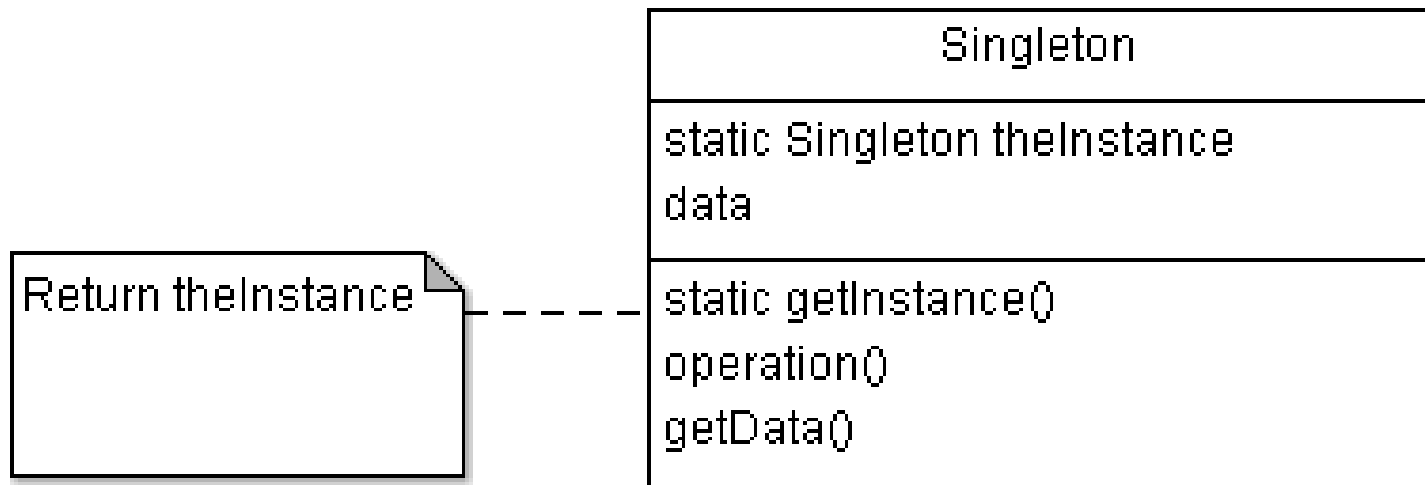 Singleton
static Singleton theInstance
data
Return theInstance
static getInstance()
operation()
getData()